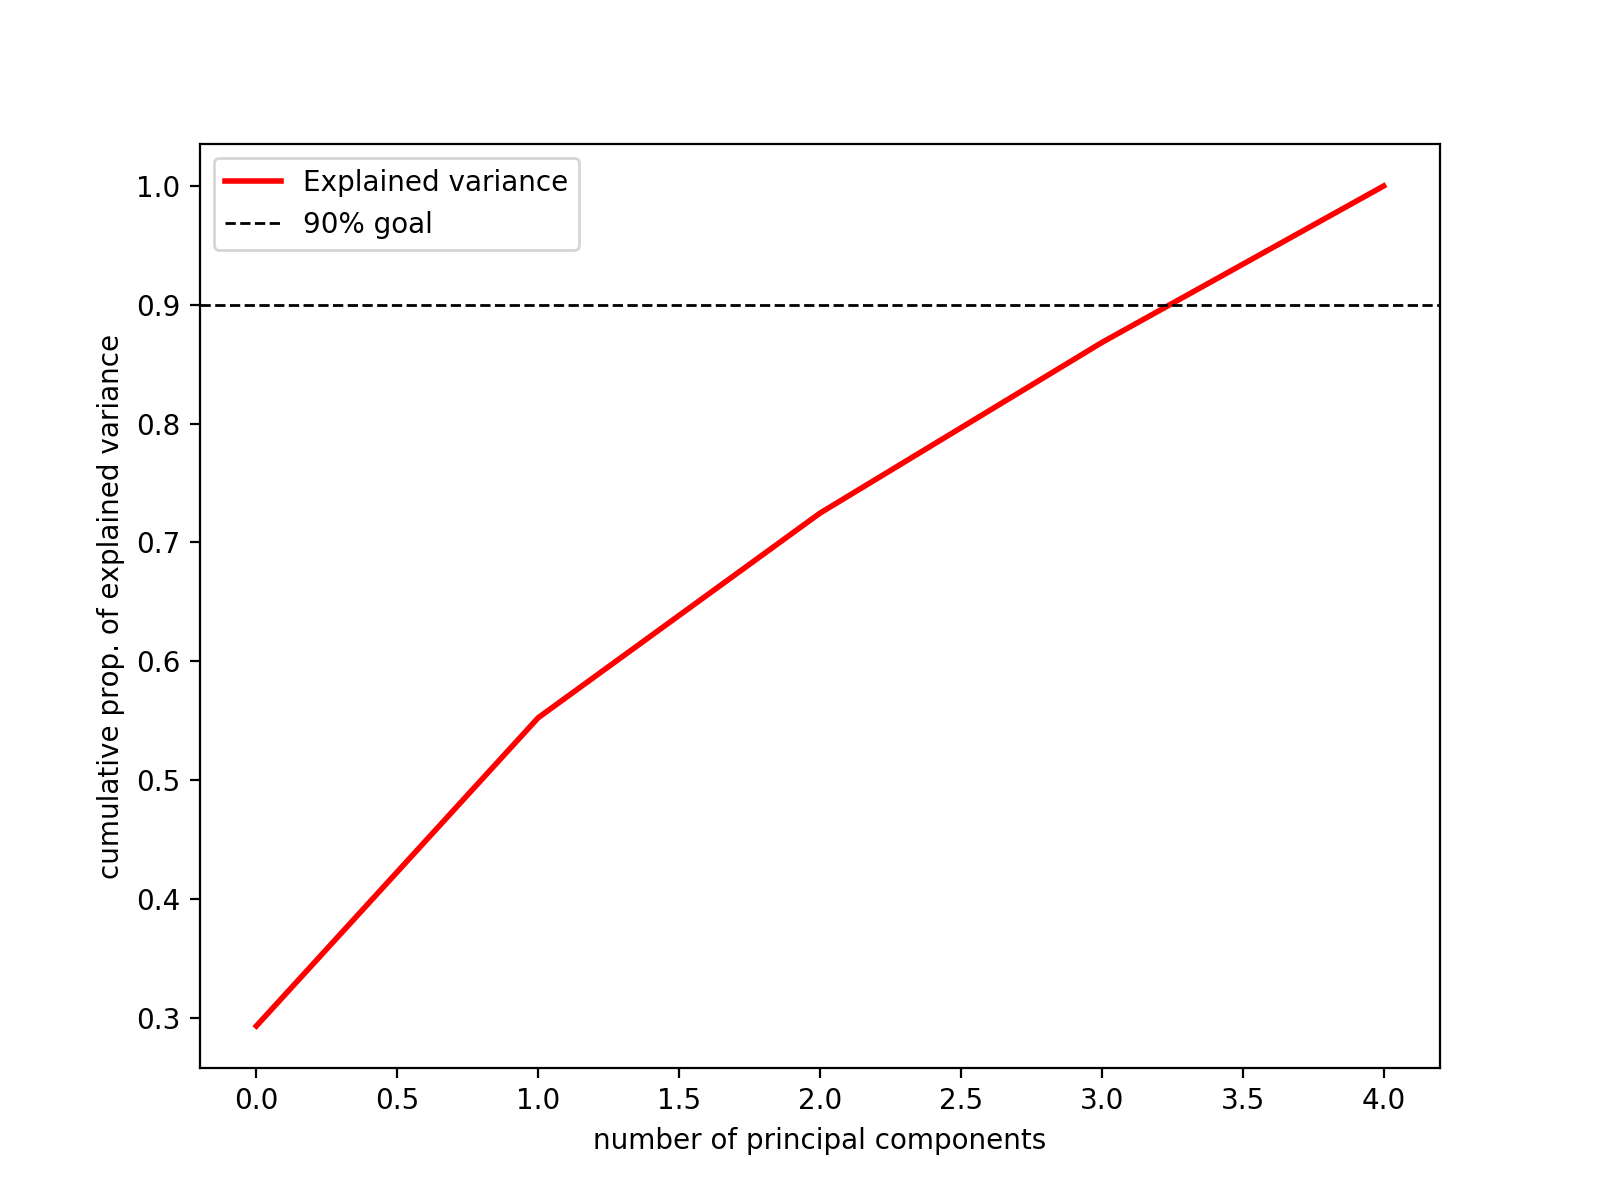 Explained variance
90% goal
1.0
0.9
0.8
0.7
0.6
0.5
0.4
0.3
cumulative prop. of explained variance
0.0 0.5 1.0 1.5 2.0 2.5 3.0 3.5 4.0
number of principal components